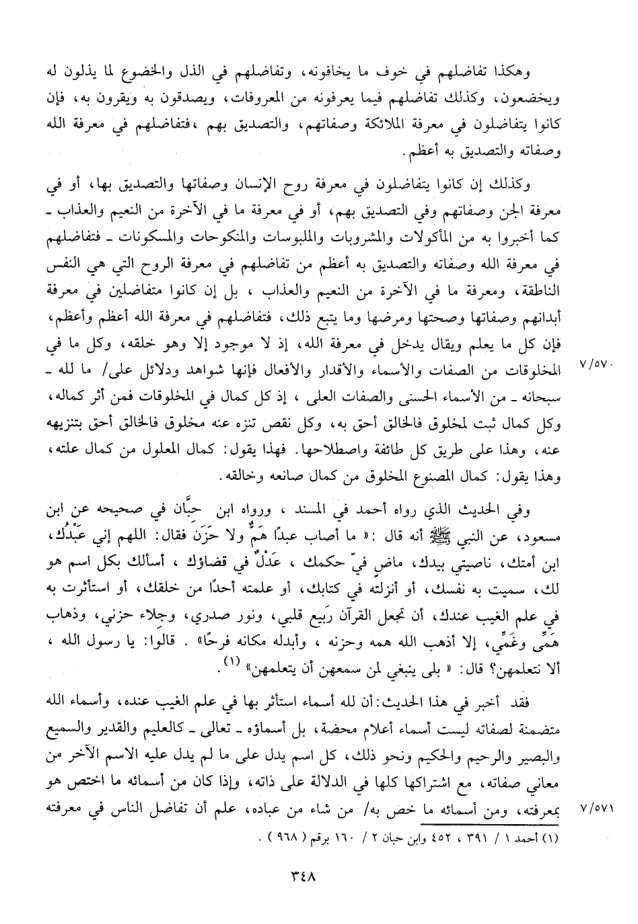 وهكذا تفاضلهم في خوف ما يخافونه، وتفاضلهم في الذل والخضوع لما يذلون له
ويخضعون، وكذلك تفاضلهم فيما يعرفونه من المعروفات، ويصدقون به ويقرون به، فإن
كانوا يتفاضلون في معرفة الملائكة وصفاتهم، والتصديق بهم ،فتفاضلهم في معرفة الله
وصفاته والتصديق به أعظم.
وكذلك إن كانوا يتفاضلون في معرفة روح الإنسان وصفاتها والتصديق بها، أو في
معرفة الجن وصفاتهم وفي التصديق بهم، أو في معرفة ما في الآخرة من النعيم والعذاب ـ
كما أخبروا به من المأكولات والمشروبات والملبوسات والمنكوحات والمسكونات ـ فتفاضلهم
في معرفة الله وصفاته والتصديق به أعظم من تفاضلهم في معرفة الروح التي هي النفس
الناطقة، ومعرفة ما في الآخرة من النعيم والعذاب ، بل إن كانوا متفاضلين في معرفة
أبدانهم وصفاتها وصحتها ومرضها وما يتبع ذلك، فتفاضلهم في معرفة الله أعظم وأعظم،
فإن كل ما يعلم ويقال يدخل في معرفة الله، إذ لا موجود إلا وهو خلقه، وكل ما في
٧/٥٧٠ المخلوقات من الصفات والأسماء والأقدار والأفعال فإنها شواهد ودلائل على/ ما لله ـ
سبحانه ـ من الأسماء الحسنى والصفات العلى ، إذ كل كمال في المخلوقات فمن أثر كماله،
وكل كمال ثبت لمخلوق فالخالق أحق به، وكل نقص تنزه عنه مخلوق فالخالق أحق بتنزيهه
عنه، وهذا على طريق كل طائفة واصطلاحها. فهذا يقول: كمال المعلول من كمال علته،
وهذا يقول: كمال المصنوع المخلوق من كمال صانعه وخالقه.
وفي الحديث الذي رواه أحمد في المسند ، ورواه ابن حِبَّان في صحيحه عن ابن
مسعود، عن النبي ﷺ أنه قال :« ما أصاب عبدًا هَمٌّ ولا حَزَن فقال: اللهم إني عَبْدُك،
ابن أمتك، ناصيتي بيدك، ماضٍ فيّ حكمك ، عَدْلٌ في قضاؤك ، أسألك بكل اسم هو
لك، سميت به نفسك، أو أنزلته في كتابك، أو علمته أحدًا من خلقك، أو استأثرت به
في علم الغيب عندك، أن تجعل القرآن رَبيع قلبي، ونور صدري، وجِلاء حزني، وذهاب
هَمِّى وغَمِّي، إلا أذهب الله همه وحزنه ، وأبدله مكانه فرحًا» . قالوا: يا رسول الله ،
ألا نتعلمهن؟ قال: « بلى ينبغي لمن سمعهن أن يتعلمهن» (١).
فقد أخبر في هذا الحديث:أن لله أسماء استأثر بها في علم الغيب عنده، وأسماء الله
متضمنة لصفاته ليست أسماء أعلام محضة، بل أسماؤه ـ تعالى ـ كالعليم والقدير والسميع
والبصير والرحيم والحكيم ونحو ذلك، كل اسم يدل على ما لم يدل عليه الاسم الآخر من
معاني صفاته، مع اشتراكها كلها في الدلالة على ذاته، وإذا كان من أسمائه ما اختص هو
٧/٥٧١ بمعرفته، ومن أسمائه ما خص به/ من شاء من عباده، علم أن تفاضل الناس في معرفته
(١) أحمد ١ / ٣٩١ ، ٤٥٢ وابن حبان ٢ / ١٦٠ برقم ( ٩٦٨ ) .
٣٤٨